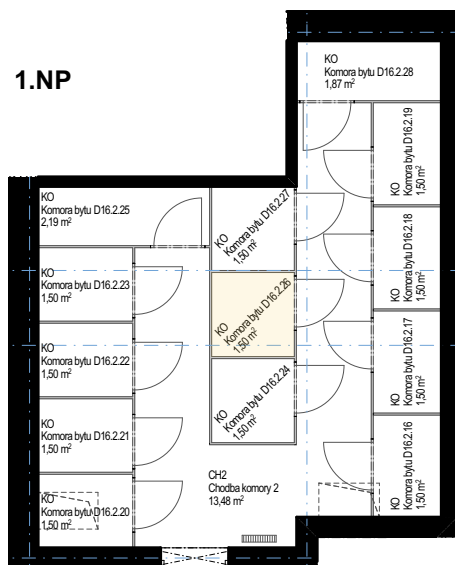 1.NP
KO
Komora bytu D16.2.28
1,87 m²
KO
Komora bytu D16.2.19
1,50 m²
KO
Komora bytu D16.2.25
2,19 m²
KO
Komora bytu D16.2.27
1,50 m²
KO
Komora bytu D16.2.18
1,50 m²
KO
Komora bytu D16.2.23
1,50 m²
KO
Komora bytu D16.2.26
1,50 m²
KO
Komora bytu D16.2.22
1,50 m²
KO
Komora bytu D16.2.17
1,50 m²
KO
Komora bytu D16.2.24
1,50 m²
KO
Komora bytu D16.2.21
1,50 m²
KO
Komora bytu D16.2.16
1,50 m²
KO
Komora bytu D16.2.20
1,50 m²
CH2
Chodba komory 2
13,48 m²